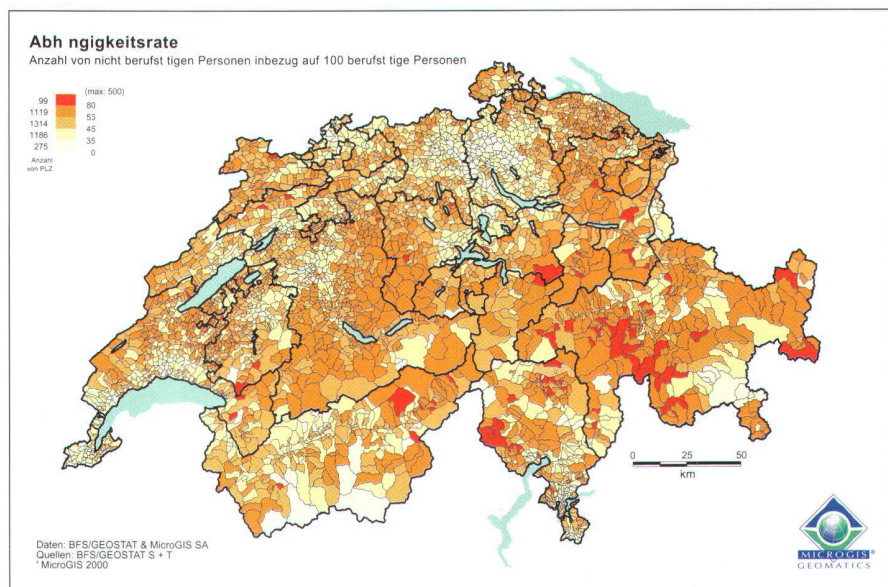 Abh ngigkeitsrate
Anzahl von nicht berufst tigen Personen inbezug auf 100 berufst tige Personen
(max: 500)
99 80
1119 55
1314 45
1186 35
275 0
Anzahl
von PLZ
0 25 50
km
Daten: BFS/GEOSTAT & MicroGIS SA
Quellen: BFS/GEOSTAT S + T
' MicroGIS 2000
MICROGIS®
GEOMATICS